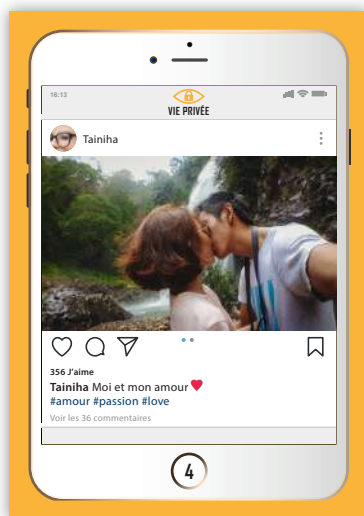 16:13
VIE PRIVÉE
Tainiha
356 J'aime
Tainiha Moi et mon amour ♥
#amour #passion #love
Voir les 36 commentaires
4